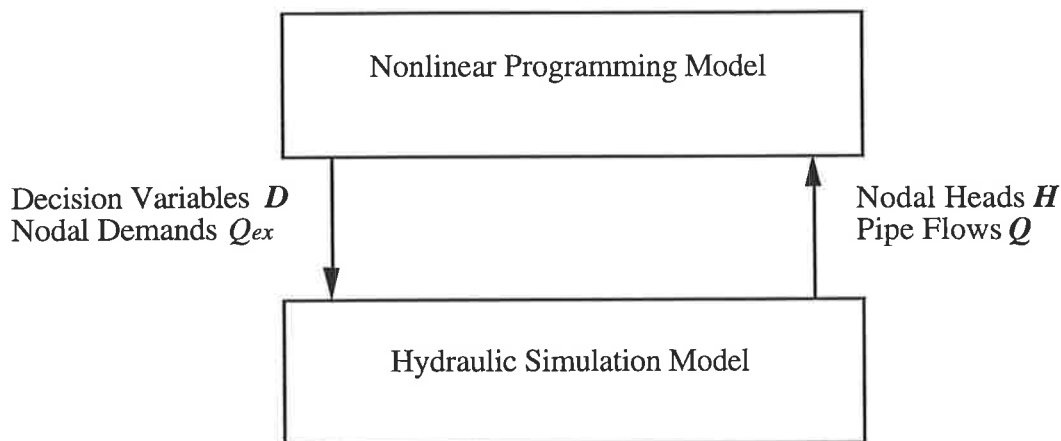 Nonlinear Programming Model
Decision Variables D
Nodal Demands Qex
Nodal Heads H
Pipe Flows Q
Hydraulic Simulation Model